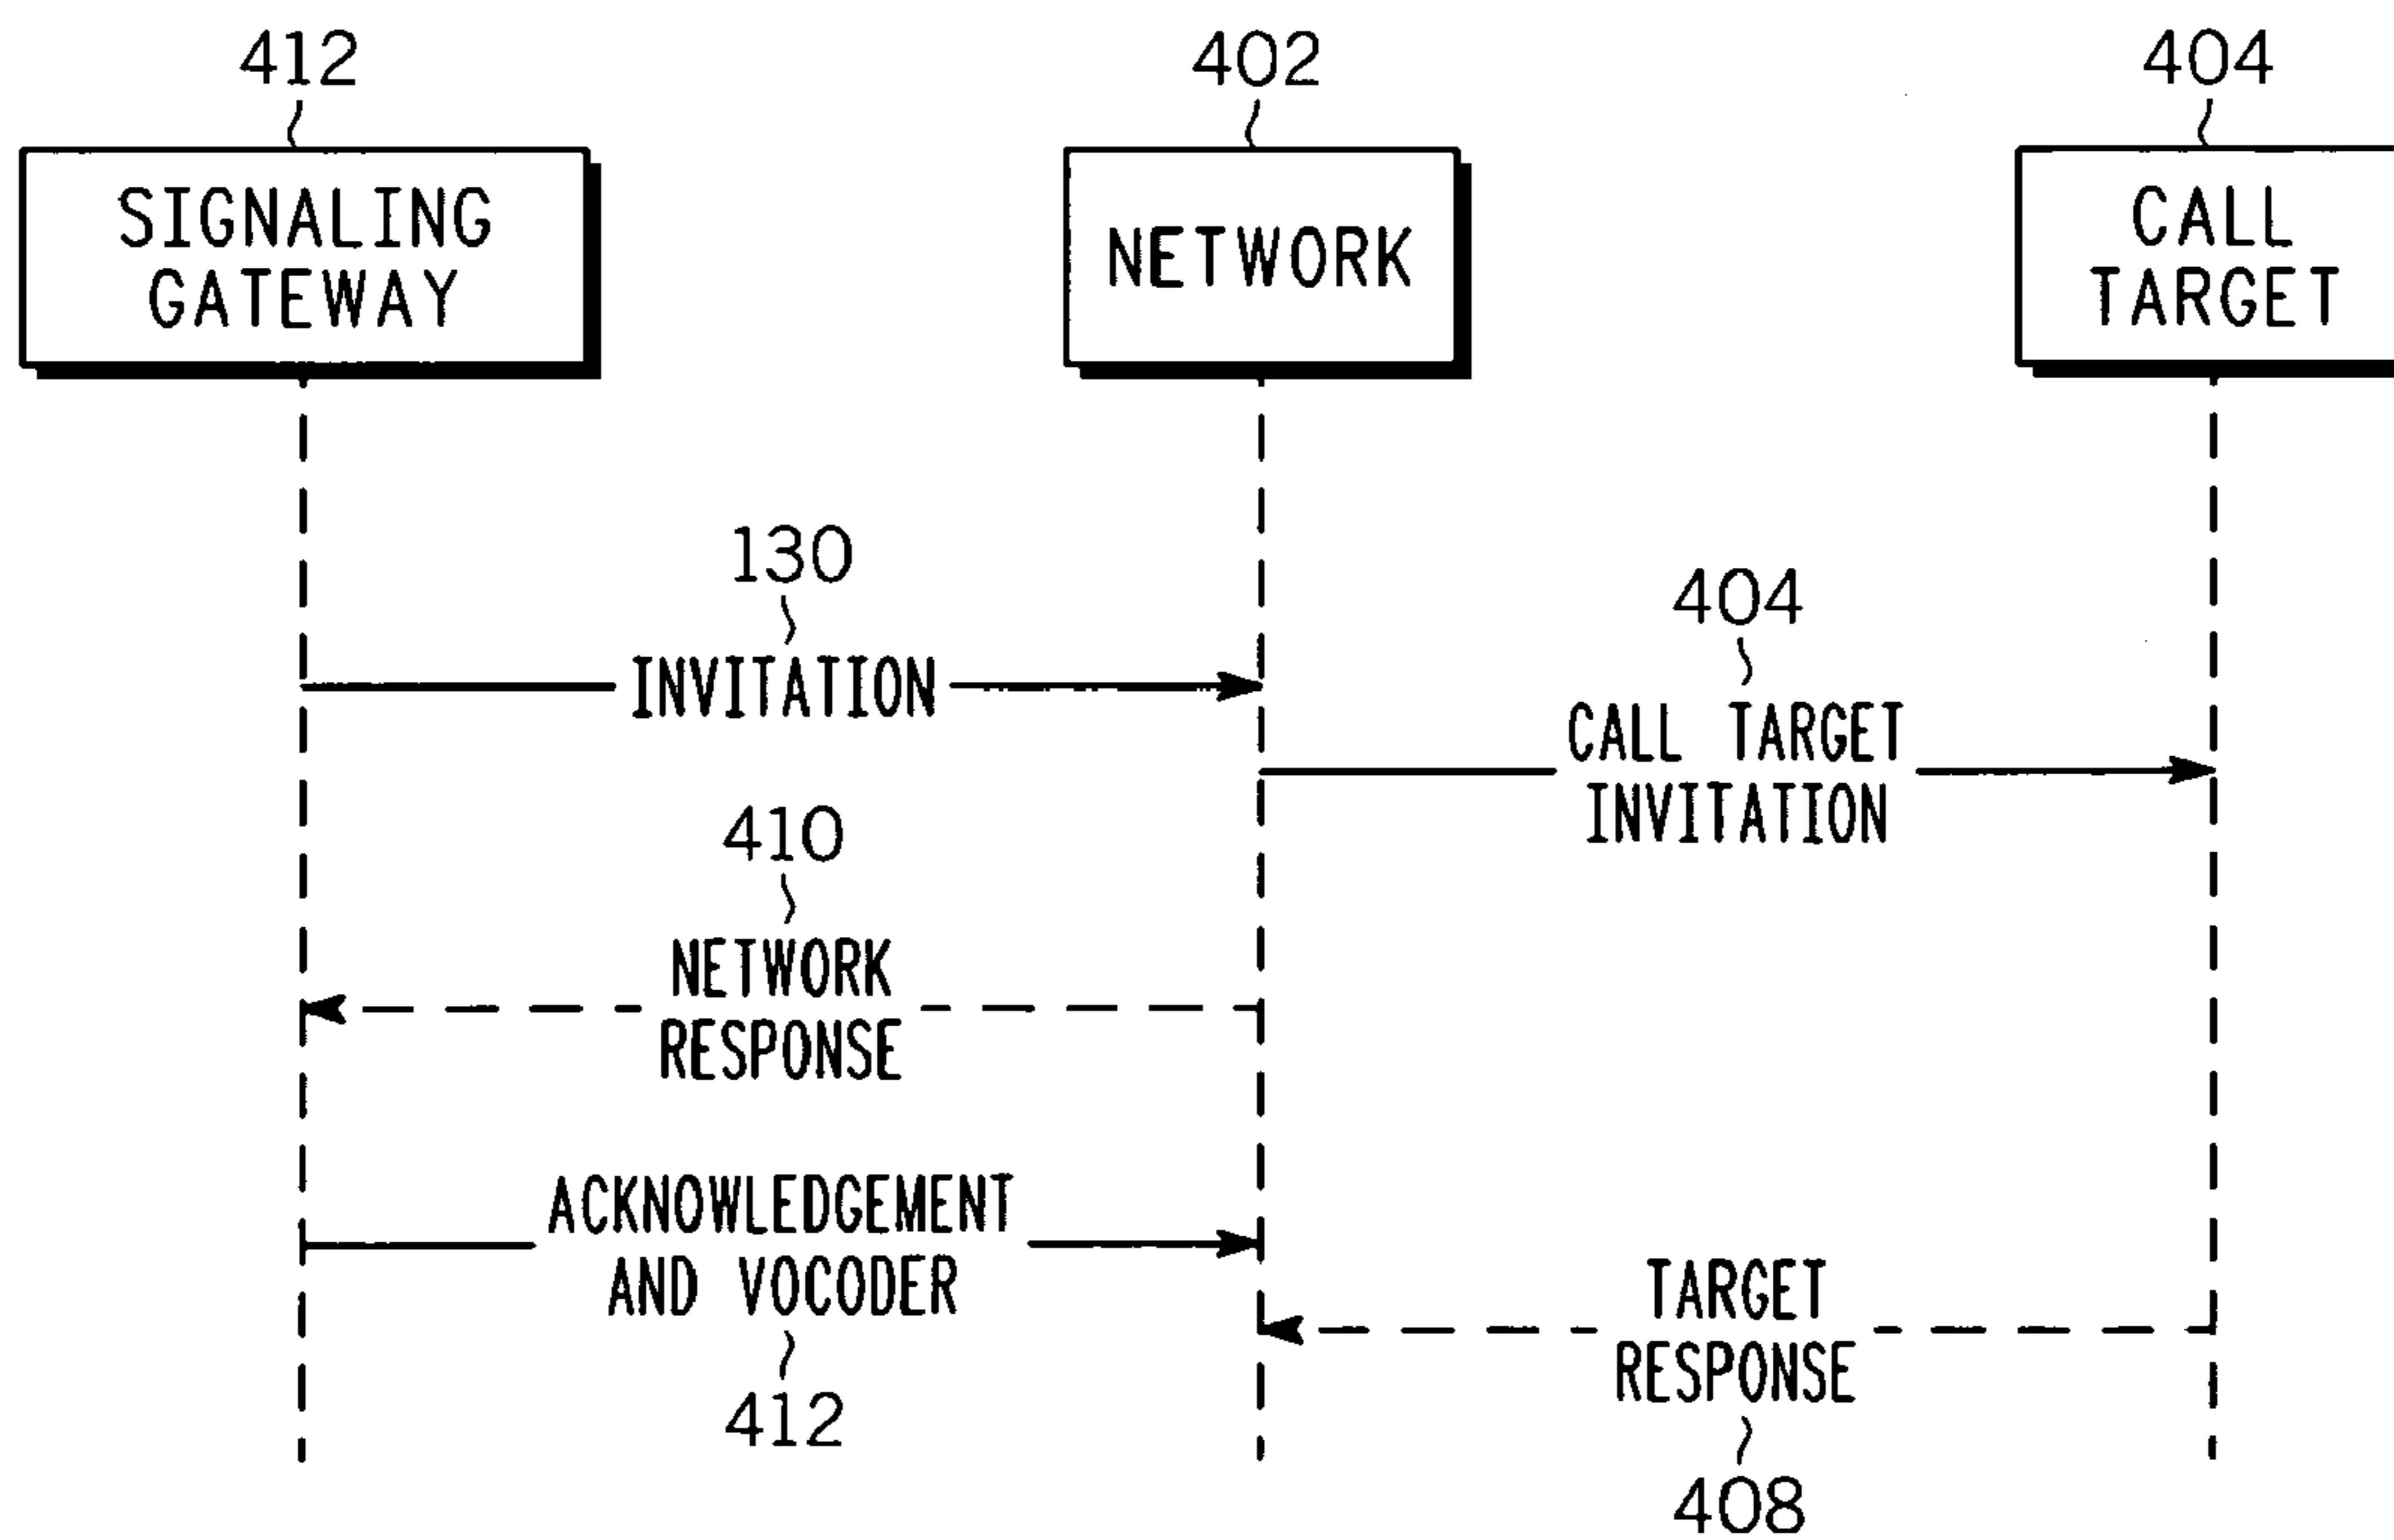 412
402
404
SIGNALING
GATEWAY
NETWORK
CALL
TARGET
130
INVITATION
404
CALL TARGET
INVITATION
410
NETWORK
RESPONSE
ACKNOWLEDGEMENT
AND VOCODER
412
TARGET
RESPONSE
408